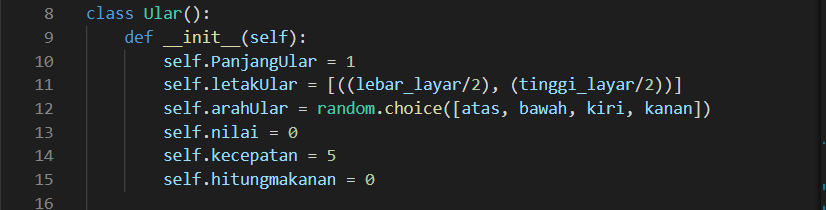 8 class Ular():
9 def __init__(self):
10 self.PanjangUlar = 1
11 self.letakUlar = [((lebar_layar/2), (tinggi_layar/2))]
12 self.arahUlar = random.choice([atas, bawah, kiri, kanan])
13 self.nilai = 0
14 self.kecepatan = 5
15 self.hitungmakanan = 0
16